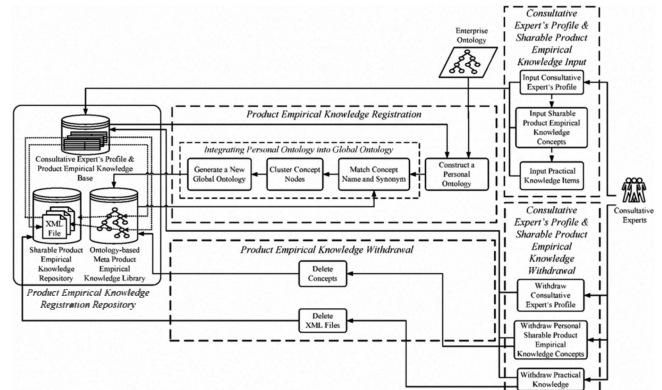 Consultative
Expert's Profile &
Sharable Product
Empirical
Knowledge Input
Enterprise
Ontology
Input Consultative
Expert's Profile
Input Sharable
Product Empirical
Knowledge
Concepts
Input Practical
Knowledge Items
Product Empirical Knowledge Registration
Integrating Personal Ontology into Global Ontology
Generate a New
Global Ontology
Cluster Concept
Nodes
Match Concept
Name and Synonym
Construct a
Personal
Ontology
Consultative Expert's Profile &
Product Empirical Knowledge
Base
XML
File
Sharable Product
Empirical
Knowledge
Repository
Ontology-based
Meta Product
Empirical
Knowledge Library
Product Empirical Knowledge
Registration Repository
Consultative
Experts
Product Empirical Knowledge Withdrawal
Delete
Concepts
Delete
XML Files
Consultative
Expert's Profile &
Sharable Product
Empirical
Knowledge
Withdrawal
Withdraw
Consultative
Expert's Profile
Withdraw Personal
Sharable Product
Empirical
Knowledge Concepts
Withdraw Practical
Knowledge